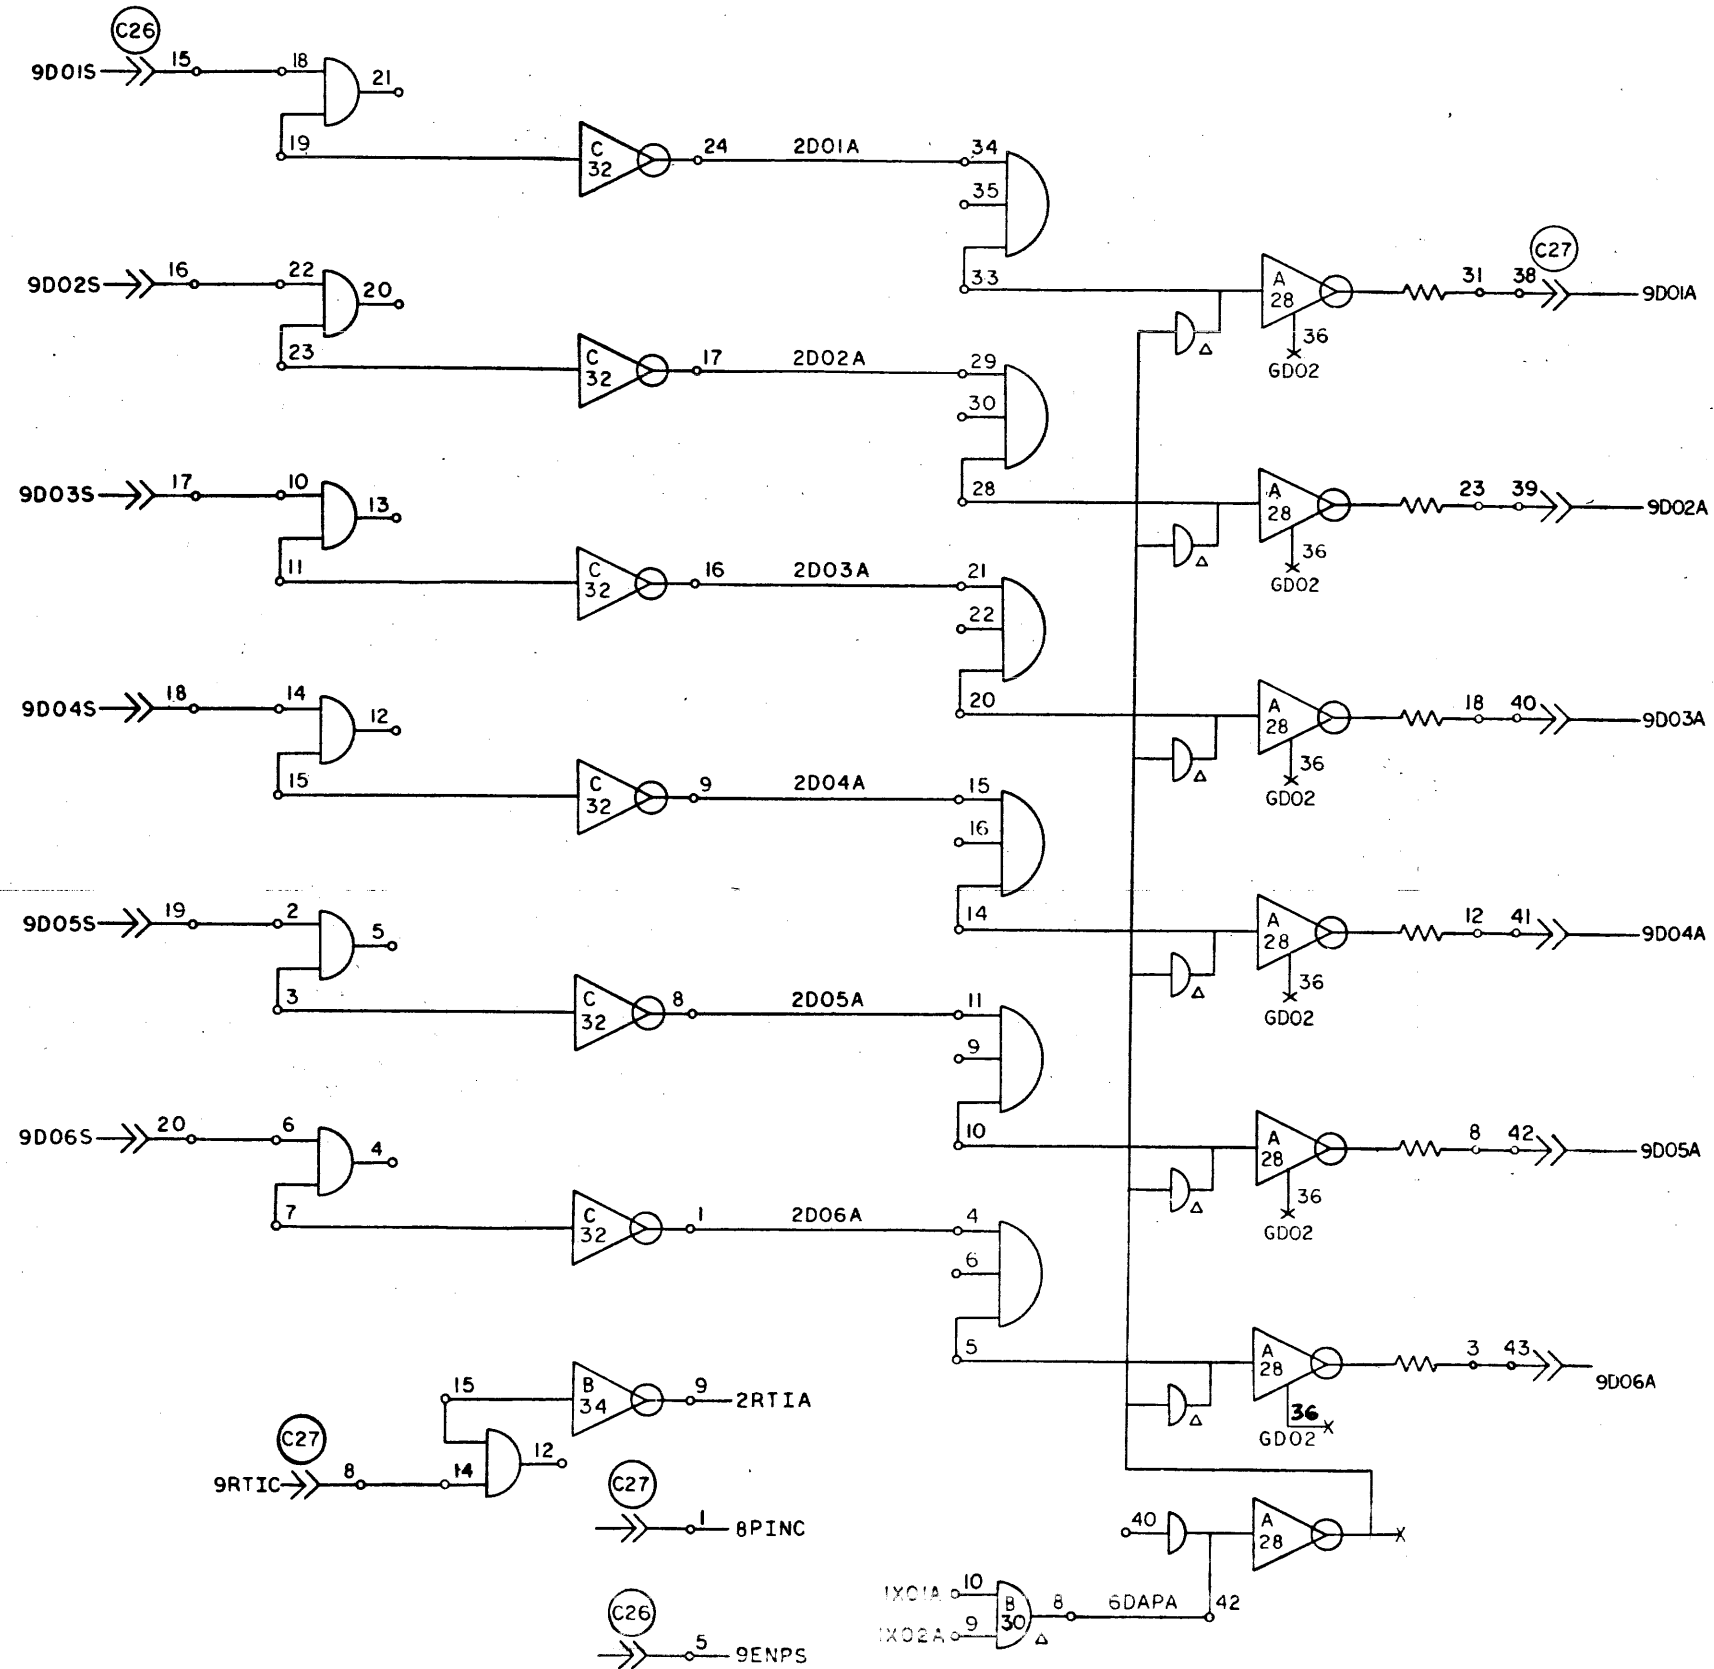 C26
9D01S 15 18 21
19 C 32 24 2D01A 34
35
33 A 28 31 38 C27 9D01A
36
GD02
9D02S 16 22 20
23 C 32 17 2D02A 29
30
28 A 28 23 39 9D02A
36
GD02
9D03S 17 10 13
11 C 32 16 2D03A 21
22
20 A 28 18 40 9D03A
36
GD02
9D04S 18 14 12
15 C 32 9 2D04A 15
16
14 A 28 12 41 9D04A
36
GD02
9D05S 19 2 5
3 C 32 8 2D05A 11
9
10 A 28 8 42 9D05A
36
GD02
9D06S 20 6 4
7 C 32 1 2D06A 4
6
5 A 28 3 43 9D06A
36
GD02
15 B 34 9 2RTIA
C27
9RTIC 8 14 12
C27
1 8PINC
40 A 28
1X01A 10 B 30 8 6DAPA 42
1X02A 9
C26
5 9ENPS